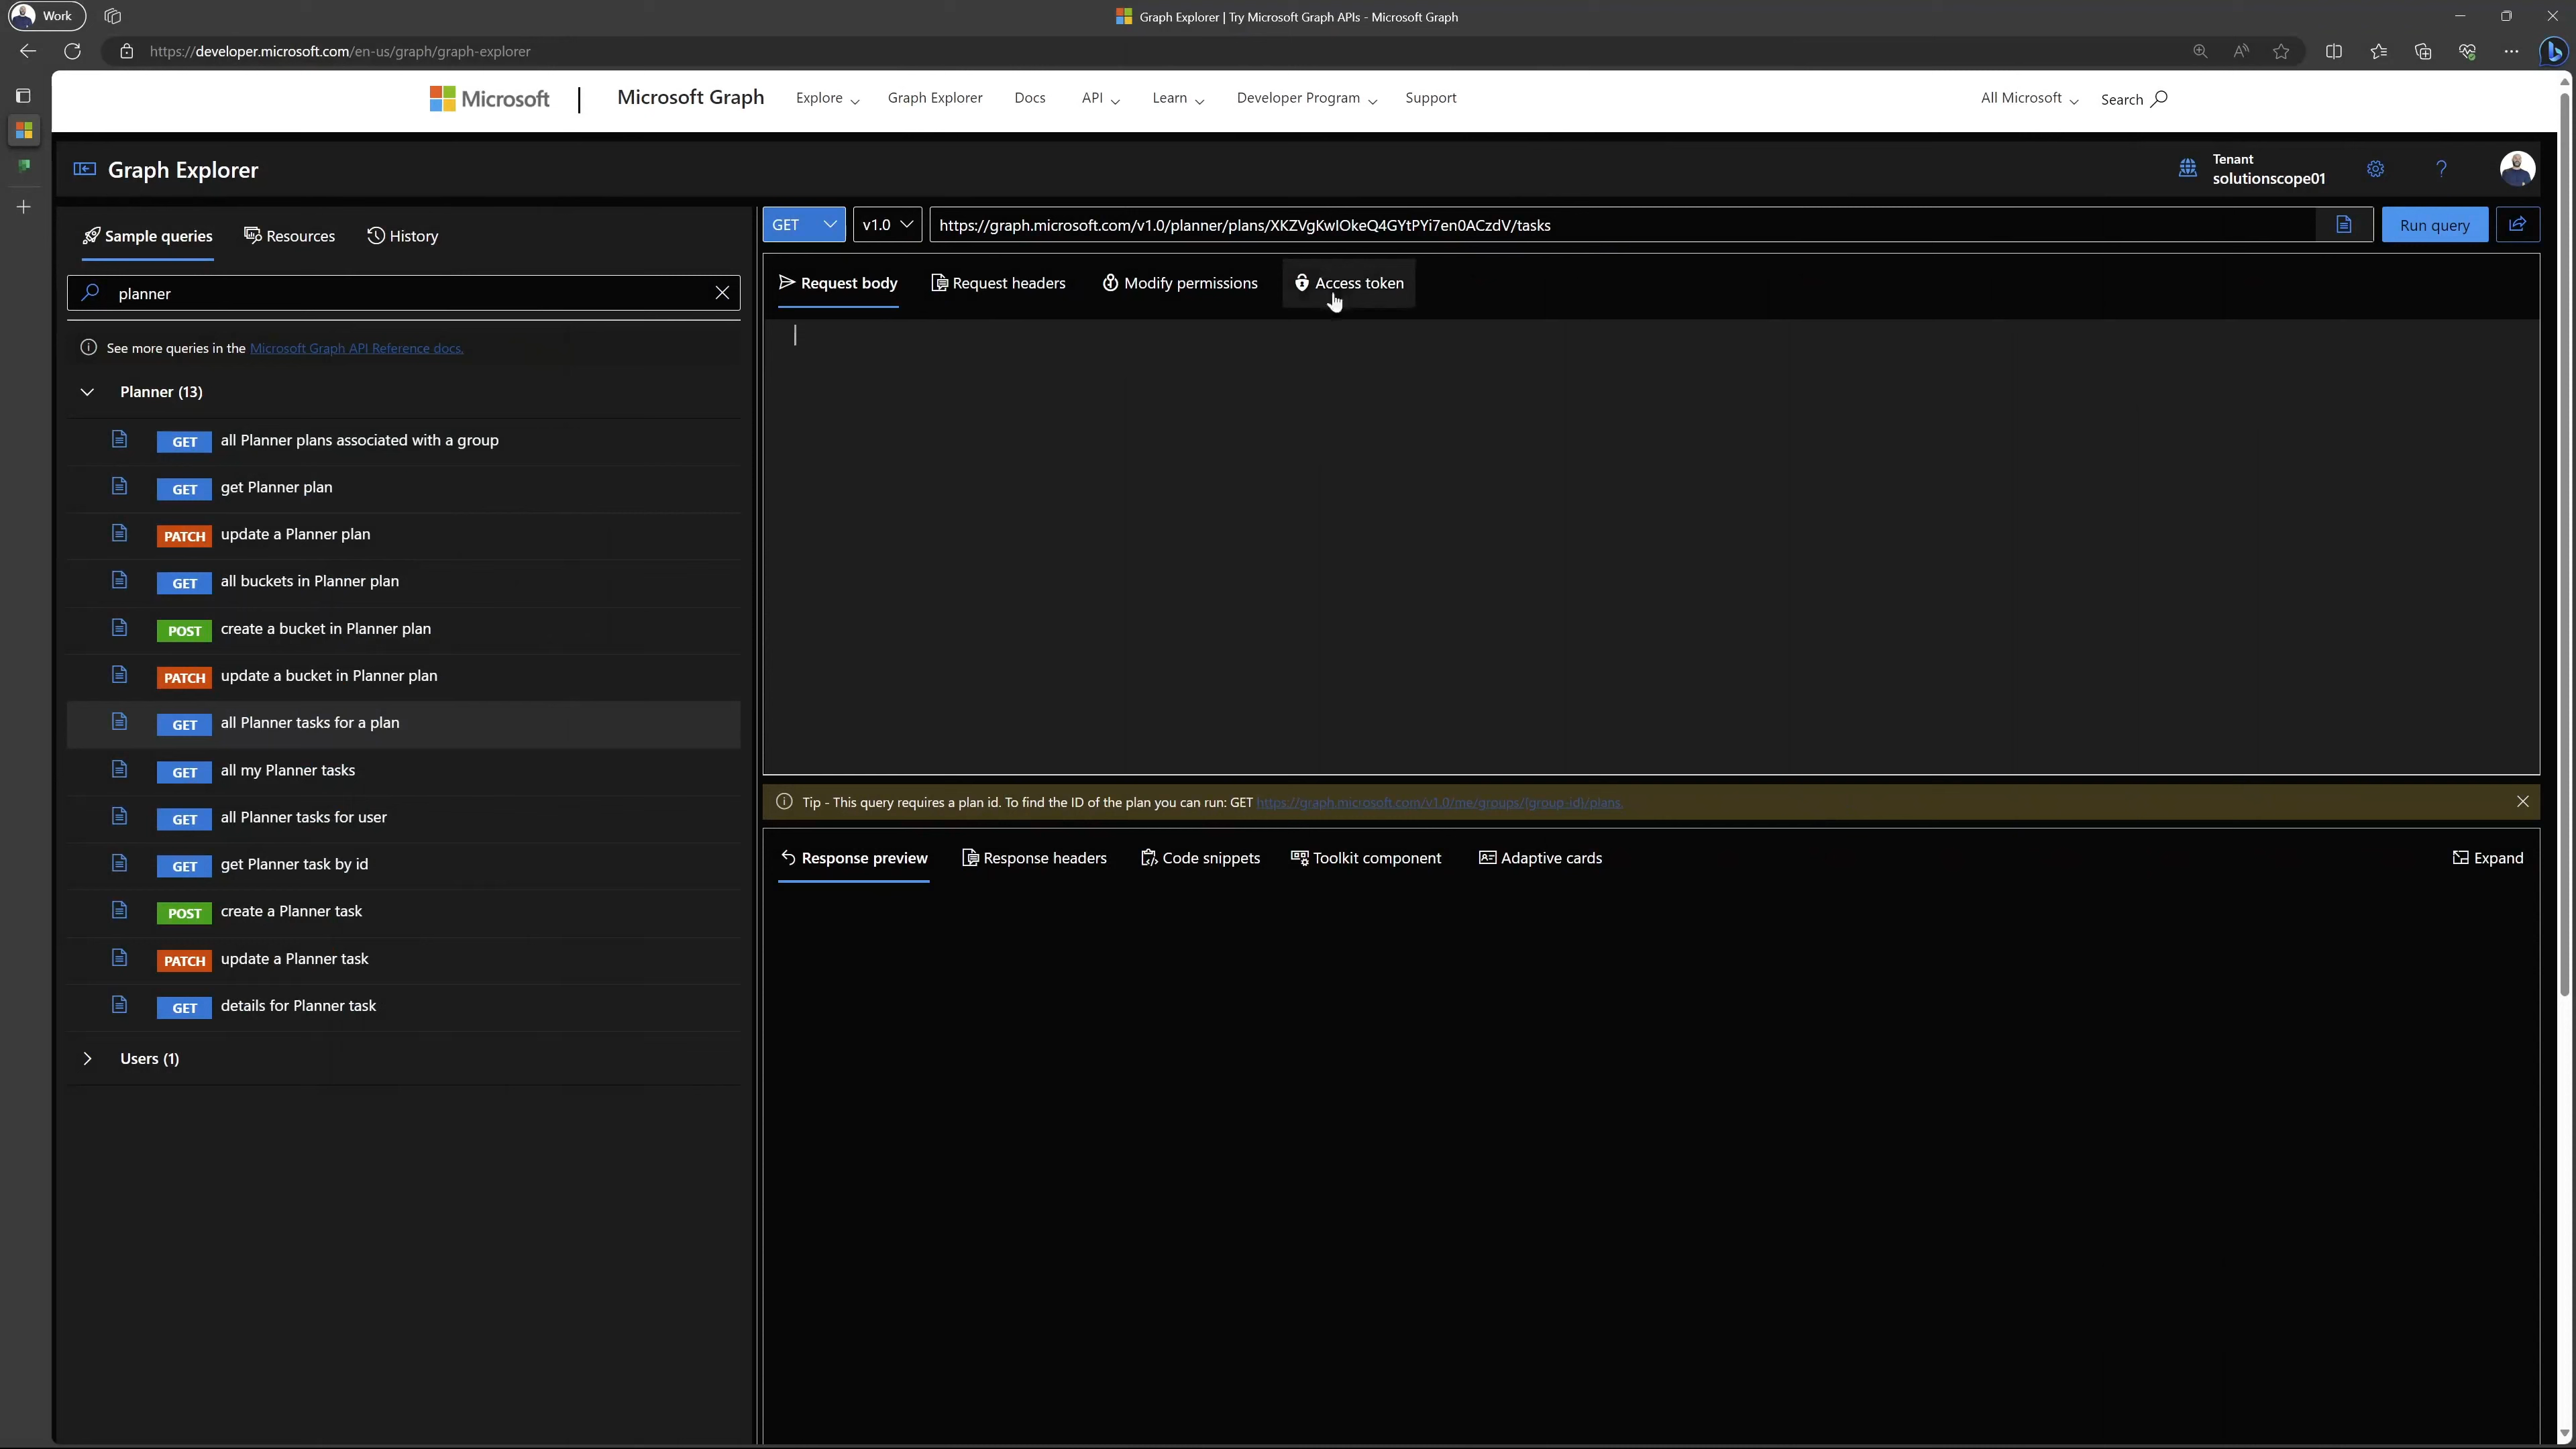 Work
Graph Explorer | Try Microsoft Graph APIs - Microsoft Graph
https://developer.microsoft.com/en-us/graph/graph-explorer
Microsoft
Microsoft Graph
Explore
Graph Explorer
Docs
API
Learn
Developer Program
Support
All Microsoft
Search
Graph Explorer
Tenant
solutionscope01
Sample queries
Resources
History
GET
v1.0
https://graph.microsoft.com/v1.0/planner/plans/XKZVgKwIOkeQ4GYtPYi7en0ACzdV/tasks
Run query
planner
Request body
Request headers
Modify permissions
Access token
See more queries in the Microsoft Graph API Reference docs.
Planner (13)
GET all Planner plans associated with a group
GET get Planner plan
PATCH update a Planner plan
GET all buckets in Planner plan
POST create a bucket in Planner plan
PATCH update a bucket in Planner plan
GET all Planner tasks for a plan
GET all my Planner tasks
GET all Planner tasks for user
GET get Planner task by id
POST create a Planner task
PATCH update a Planner task
GET details for Planner task
Users (1)
Tip - This query requires a plan id. To find the ID of the plan you can run: GET https://graph.microsoft.com/v1.0/me/groups/{group-id}/plans.
Response preview
Response headers
Code snippets
Toolkit component
Adaptive cards
Expand